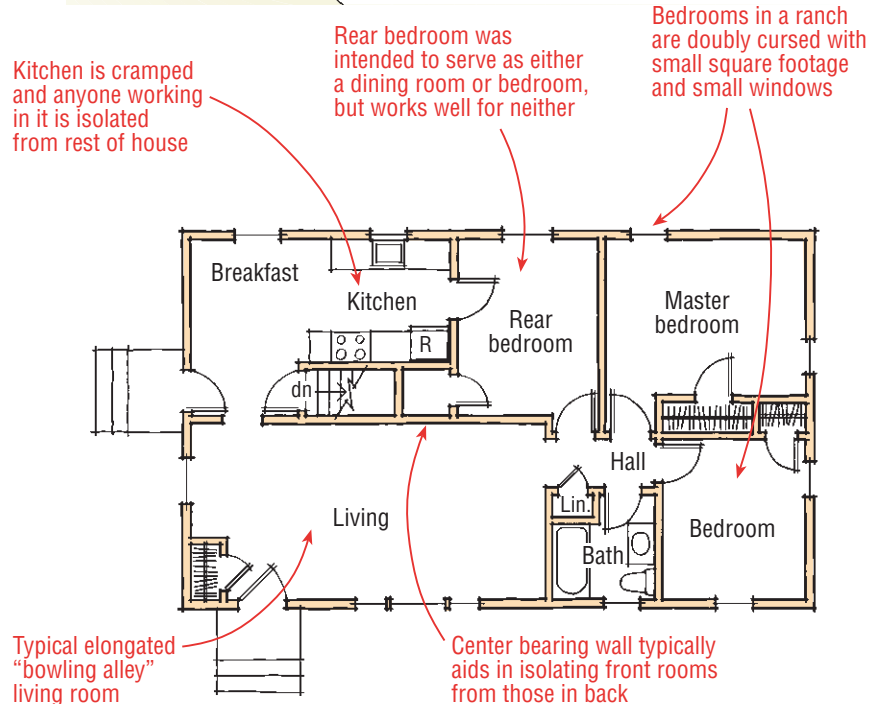 Kitchen is cramped
and anyone working
in it is isolated
from rest of house
Rear bedroom was
intended to serve as either
a dining room or bedroom,
but works well for neither
Bedrooms in a ranch
are doubly cursed with
small square footage
and small windows
Breakfast
Kitchen
R
dn
Rear
bedroom
Master
bedroom
Hall
Lin.
Living
Bath
Bedroom
Typical elongated
“bowling alley”
living room
Center bearing wall typically
aids in isolating front rooms
from those in back